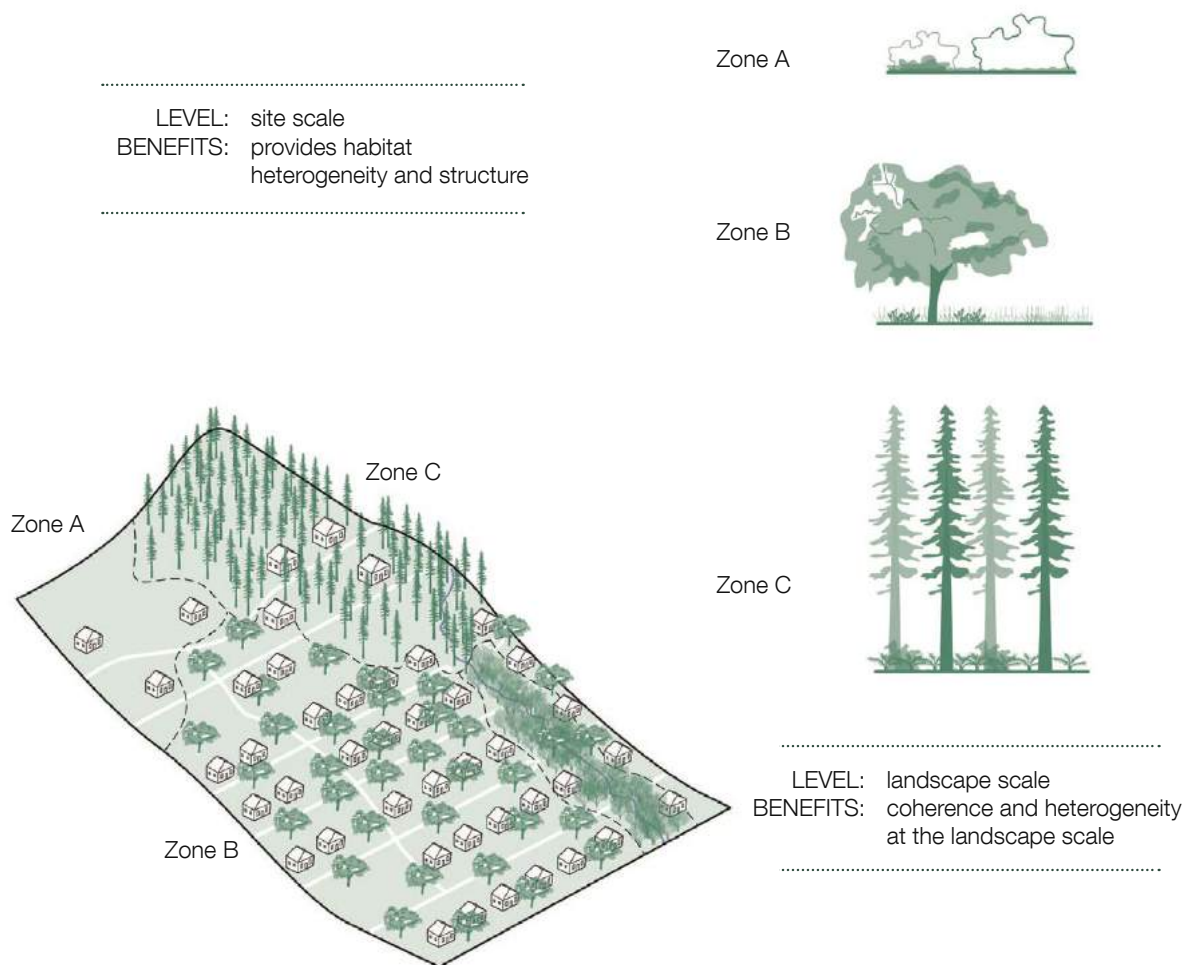 Zone A
LEVEL: site scale
BENEFITS: provides habitat
heterogeneity and structure
Zone B
Zone C
Zone A
Zone C
Zone B
LEVEL: landscape scale
BENEFITS: coherence and heterogeneity
at the landscape scale